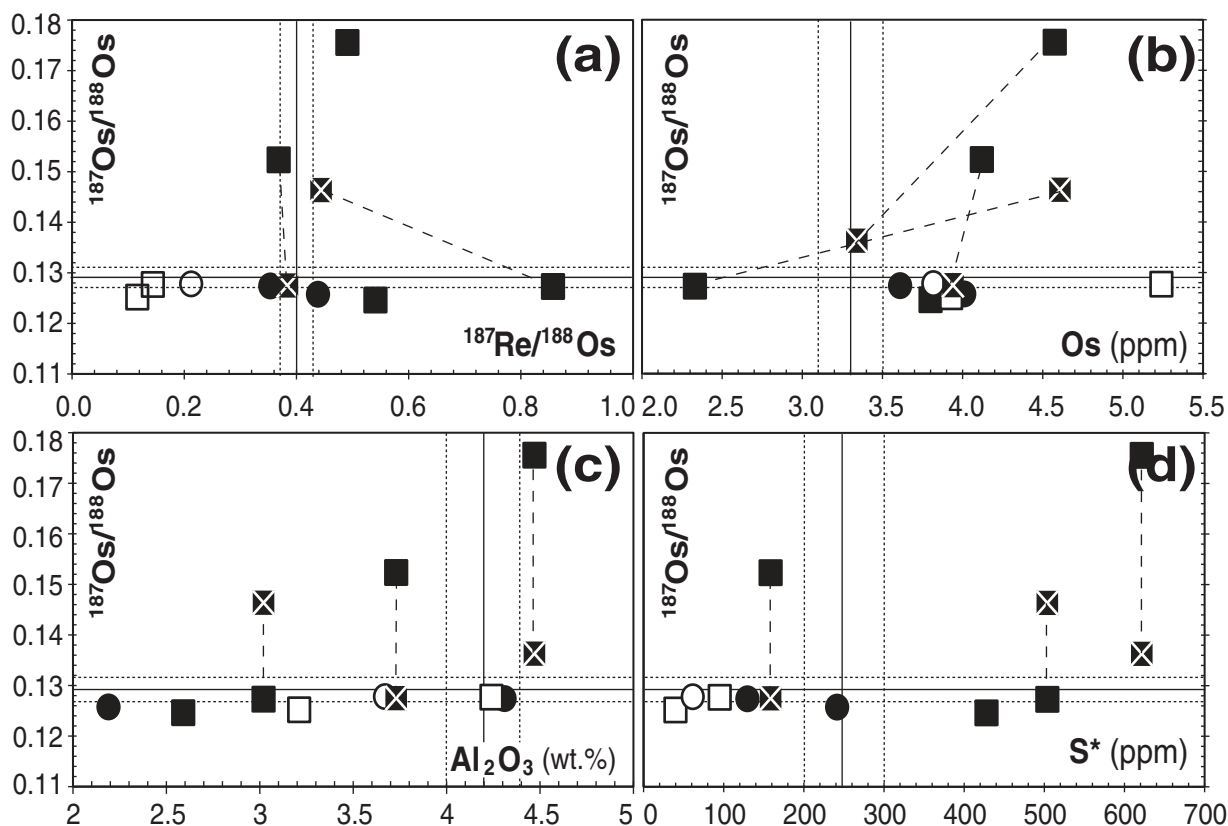 0.18
0.17
0.16
0.15
0.14
0.13
0.12
0.11
187Os/188Os
(a)
187Re/188Os
0.0 0.2 0.4 0.6 0.8 1.0
187Os/188Os
(b)
Os (ppm)
2.0 2.5 3.0 3.5 4.0 4.5 5.0 5.5
0.18
0.17
0.16
0.15
0.14
0.13
0.12
0.11
187Os/188Os
(c)
Al2O3 (wt.%)
2 2.5 3 3.5 4 4.5 5
187Os/188Os
(d)
S* (ppm)
0 100 200 300 400 500 600 700